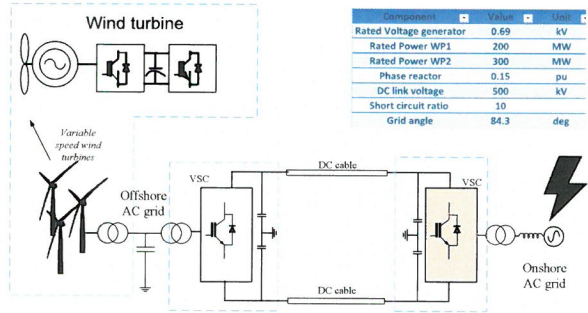 Wind turbine
Component Value Unit
Rated Voltage generator 0.69 kV
Rated Power WP1 200 MW
Rated Power WP2 300 MW
Phase reactor 0.15 pu
DC link voltage 500 kV
Short circuit ratio 10
Grid angle 84.3 deg
Variable
speed wind
turbines
Offshore
AC grid
VSC
DC cable
VSC
Onshore
AC grid
DC cable